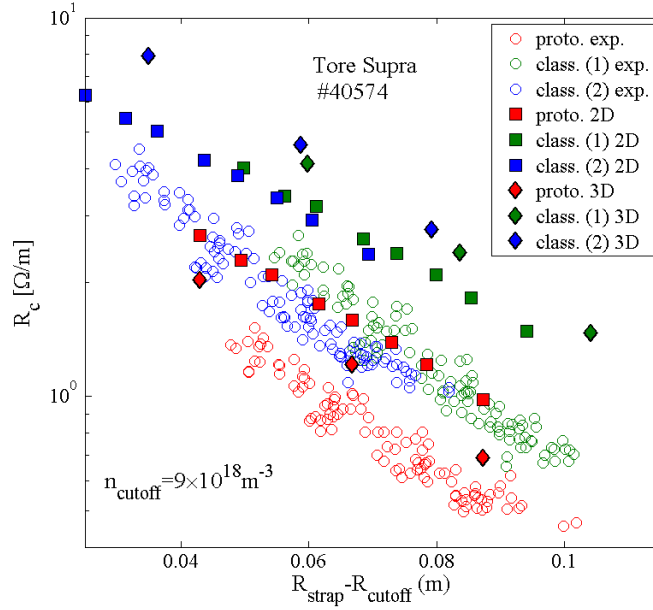 10¹
10⁰
R_c [Ω/m]
Tore Supra
#40574
proto. exp.
class. (1) exp.
class. (2) exp.
proto. 2D
class. (1) 2D
class. (2) 2D
proto. 3D
class. (1) 3D
class. (2) 3D
n_cutoff=9×10¹⁸m⁻³
0.04 0.06 0.08 0.1
R_strap-R_cutoff (m)